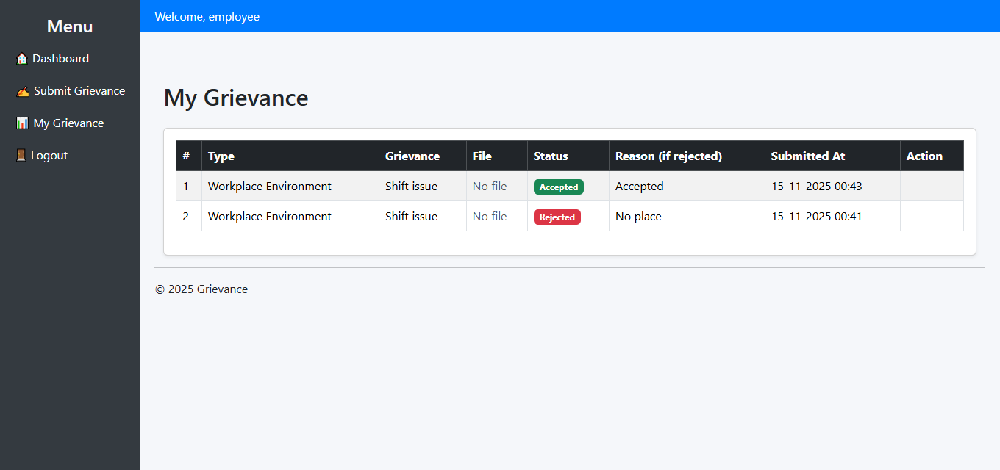 Menu
Dashboard
Submit Grievance
My Grievance
Logout
Welcome, employee
My Grievance
# Type Grievance File Status Reason (if rejected) Submitted At Action
1 Workplace Environment Shift issue No file Accepted Accepted 15-11-2025 00:43 —
2 Workplace Environment Shift issue No file Rejected No place 15-11-2025 00:41 —
© 2025 Grievance